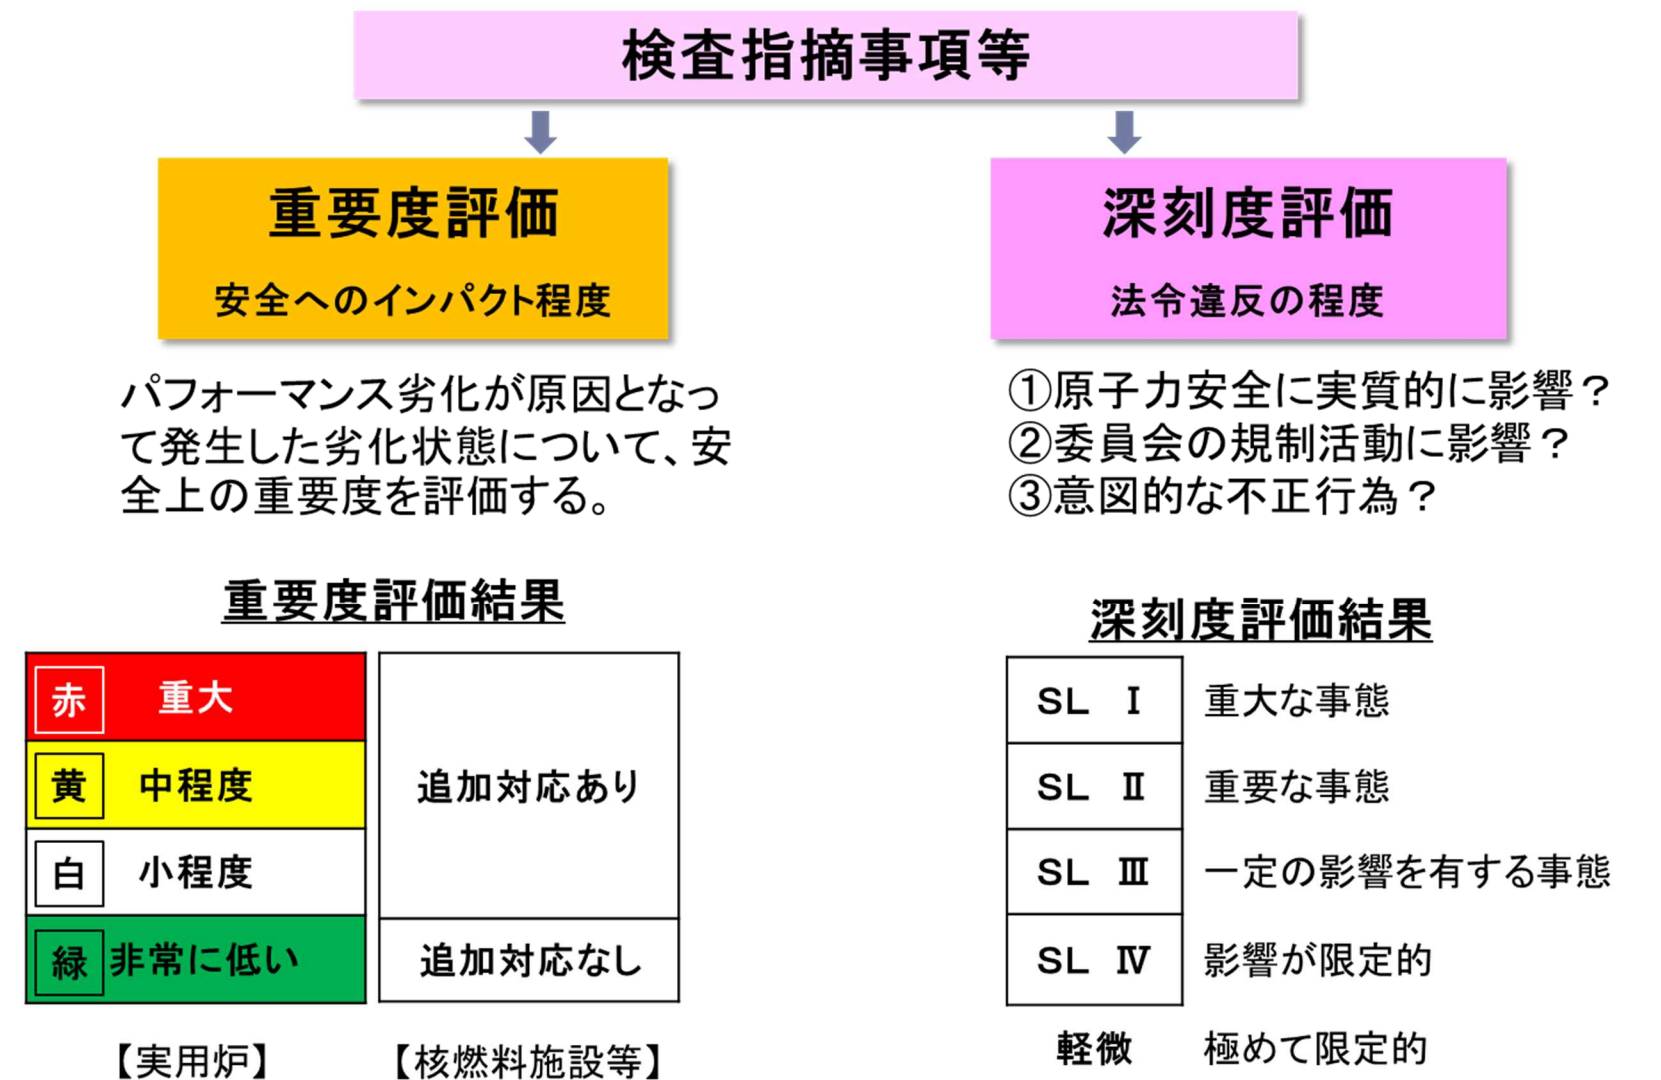 検査指摘事項等
重要度評価
安全へのインパクト程度
パフォーマンス劣化が原因となっ
て発生した劣化状態について、安
全上の重要度を評価する。
深刻度評価
法令違反の程度
①原子力安全に実質的に影響？
②委員会の規制活動に影響？
③意図的な不正行為？
重要度評価結果
赤 重大
黄 中程度
白 小程度
緑 非常に低い
【実用炉】
追加対応あり
追加対応なし
【核燃料施設等】
深刻度評価結果
ＳＬ Ⅰ 重大な事態
ＳＬ Ⅱ 重要な事態
ＳＬ Ⅲ 一定の影響を有する事態
ＳＬ Ⅳ 影響が限定的
軽微 極めて限定的